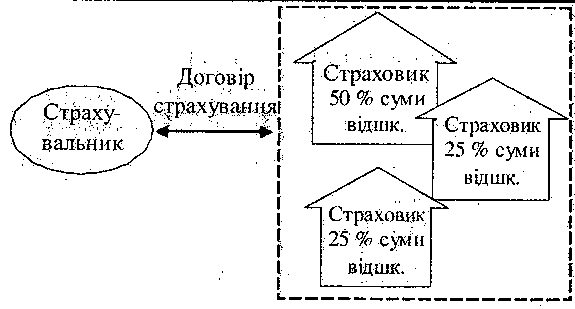 Страху-
вальник
Договір
страхування
Страховик
50 % суми
відшк.
Страховик
25 % суми
відшк.
Страховик
25 % суми
відшк.